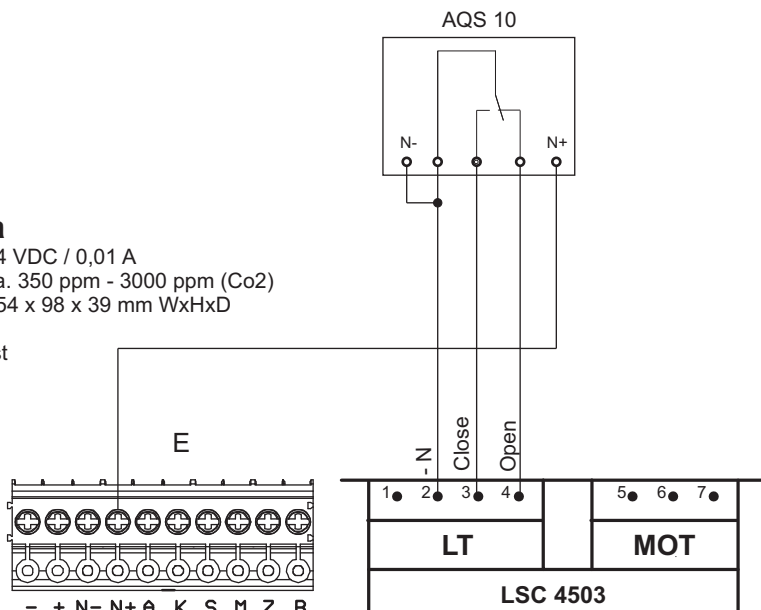 AQS 10
N-
N+
4 VDC / 0,01 A
a. 350 ppm - 3000 ppm (Co2)
54 x 98 x 39 mm WxHxD
st
E
- N
Close
Open
1 2 3 4
5 6 7
LT
MOT
LSC 4503
- + N- N+ A K S M Z R